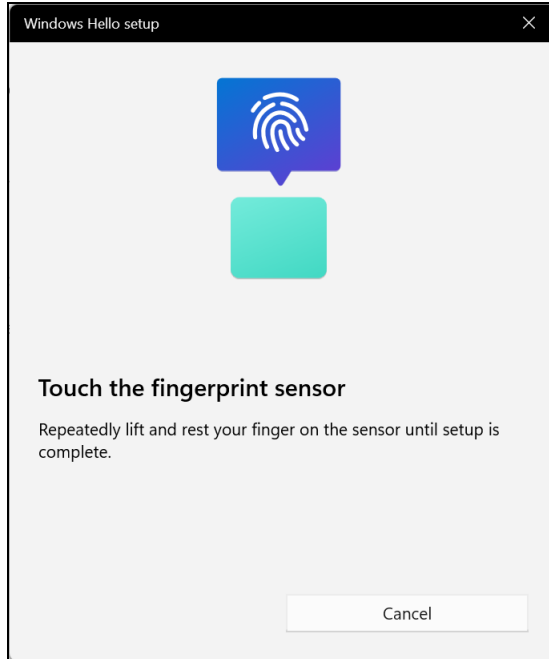 Windows Hello setup
Touch the fingerprint sensor
Repeatedly lift and rest your finger on the sensor until setup is
complete.
Cancel